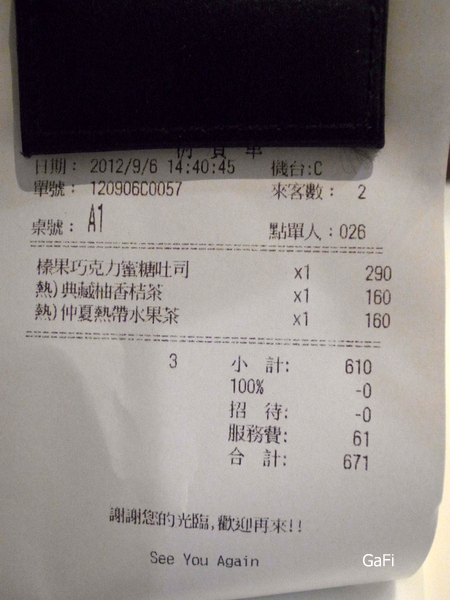 日期： 2012/9/6 14:40:45 機台:C
單號： 120906C0057 來客數： 2
桌號： A1 點單人：026
榛果巧克力蜜糖吐司 x1 290
熱)典藏柚香桔茶 x1 160
熱)仲夏熱帶水果茶 x1 160
3 小 計: 610
100% -0
招 待: -0
服務費: 61
合 計: 671
謝謝您的光臨,歡迎再來!!
See You Again
GaFi